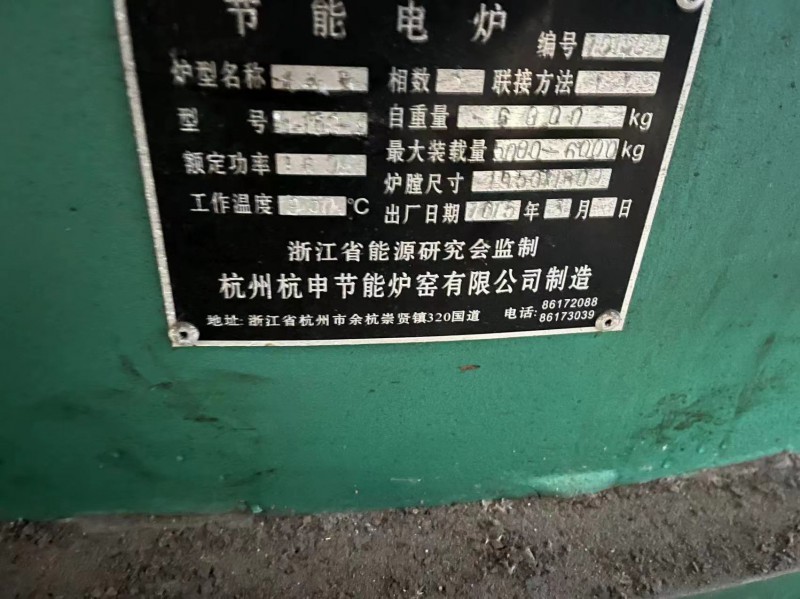 节能电炉
编号
炉型名称 相数 3 联接方法
型号 自重量 6000 kg
额定功率 最大装载量 5000-6000 kg
炉膛尺寸
工作温度 ℃ 出厂日期 年 月 日
浙江省能源研究会监制
杭州杭申节能炉窑有限公司制造
地址: 浙江省杭州市余杭崇贤镇320国道 电话: 86172088
86173039